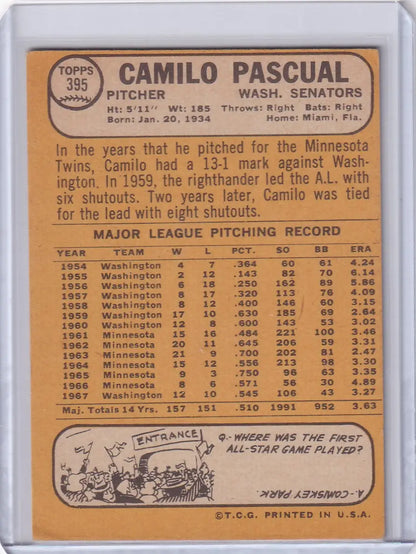 TOPPS
395
CAMILO PASCUAL
PITCHER WASH. SENATORS
Ht: 5'11" Wt: 185 Throws: Right Bats: Right
Born: Jan. 20, 1934 Home: Miami, Fla.
In the years that he pitched for the Minnesota
Twins, Camilo had a 13-1 mark against Wash-
ington. In 1959, the righthander led the A.L. with
six shutouts. Two years later, Camilo was tied
for the lead with eight shutouts.
MAJOR LEAGUE PITCHING RECORD
YEAR TEAM W L PCT. SO BB ERA
1954 Washington 4 7 .364 60 61 4.24
1955 Washington 2 12 .143 82 70 6.14
1956 Washington 6 18 .250 162 89 5.86
1957 Washington 8 17 .320 113 76 4.09
1958 Washington 8 12 .400 146 60 3.15
1959 Washington 17 10 .630 185 69 2.64
1960 Washington 12 8 .600 143 53 3.02
1961 Minnesota 15 16 .484 221 100 3.46
1962 Minnesota 20 11 .645 206 59 3.31
1963 Minnesota 21 9 .700 202 81 2.47
1964 Minnesota 15 12 .556 213 98 3.30
1965 Minnesota 9 3 .750 96 63 3.35
1966 Minnesota 8 6 .571 56 30 4.89
1967 Washington 12 10 .545 106 43 3.27
Maj. Totals 14 Yrs. 157 151 .510 1991 952 3.63
ENTRANCE
Q- WHERE WAS THE FIRST
ALL-STAR GAME PLAYED?
A-COMISKEY PARK
©T.C.G. PRINTED IN U.S.A.